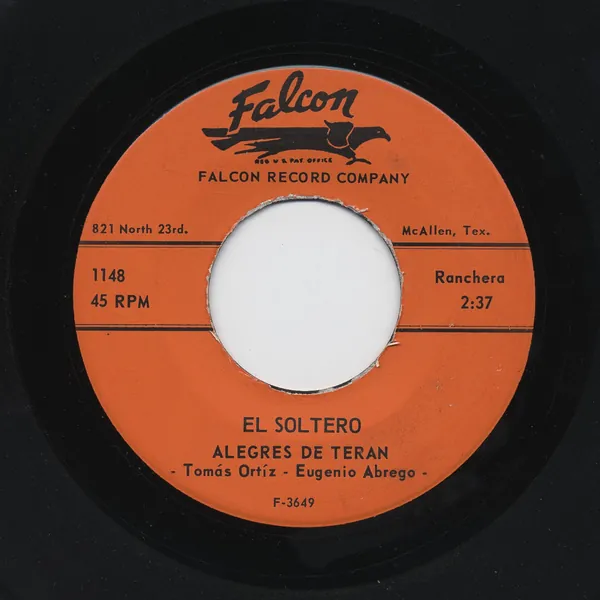 Falcon
REG U.S. PAT. OFFICE
FALCON RECORD COMPANY
821 North 23rd. McAllen, Tex.
1148 Ranchera
45 RPM 2:37
EL SOLTERO
ALEGRES DE TERAN
- Tomás Ortíz - Eugenio Abrego -
F-3649